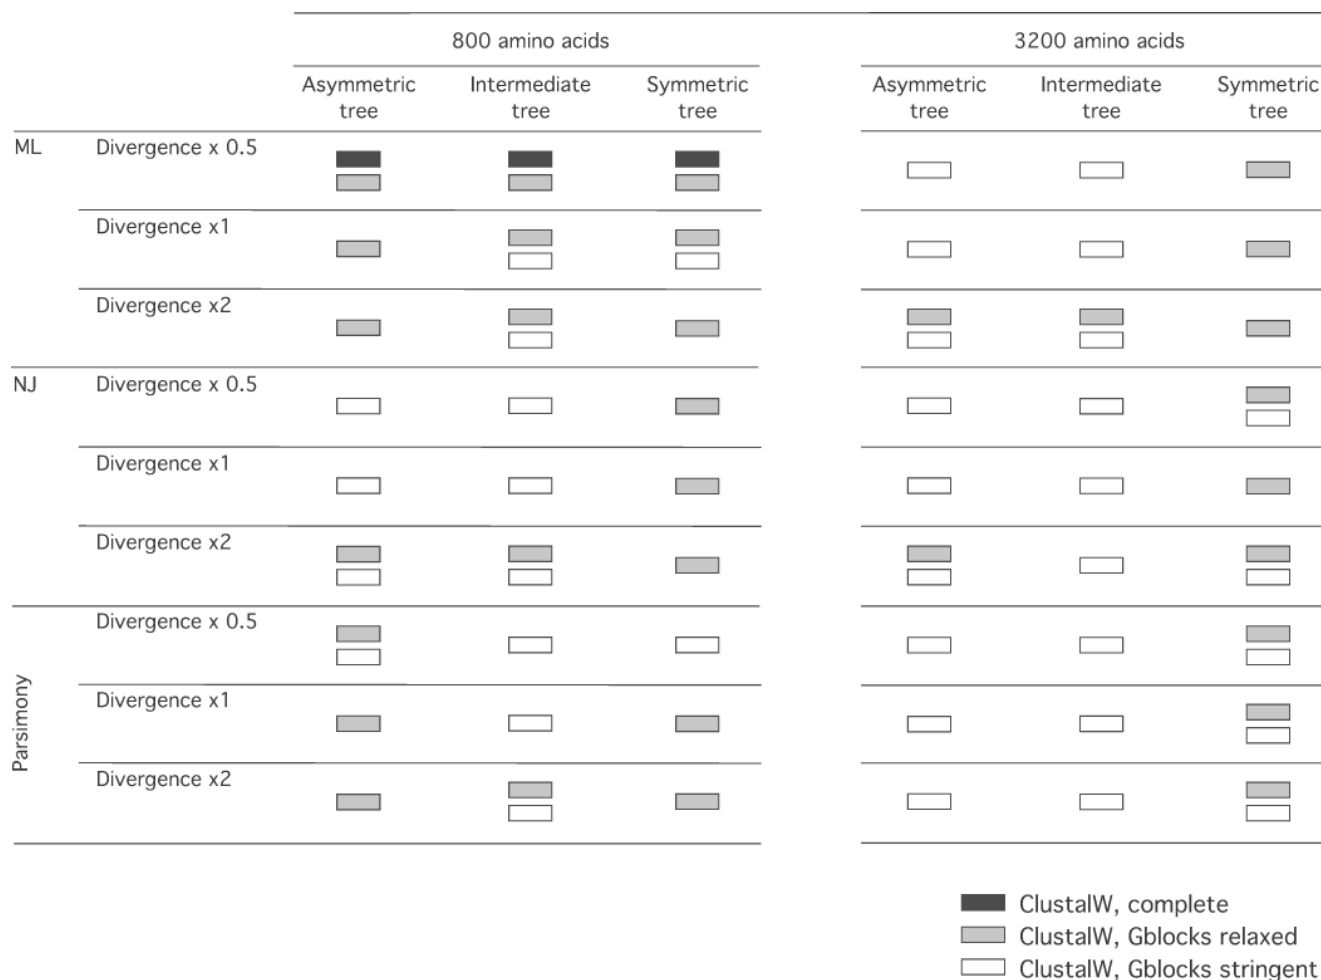 800 amino acids 3200 amino acids
Asymmetric tree Intermediate tree Symmetric tree Asymmetric tree Intermediate tree Symmetric tree
ML Divergence x 0.5
Divergence x1
Divergence x2
NJ Divergence x 0.5
Divergence x1
Divergence x2
Parsimony Divergence x 0.5
Divergence x1
Divergence x2
ClustalW, complete
ClustalW, Gblocks relaxed
ClustalW, Gblocks stringent